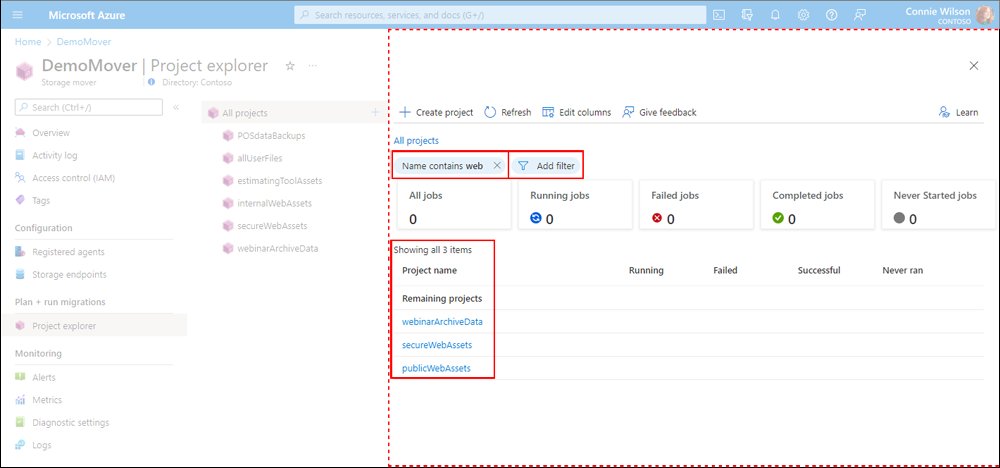 Microsoft Azure
Search resources, services, and docs (G+/)
Connie Wilson
CONTOSO
Home > DemoMover
DemoMover | Project explorer
Storage mover
Directory: Contoso
Search (Ctrl+/)
Overview
Activity log
Access control (IAM)
Tags
Configuration
Registered agents
Storage endpoints
Plan + run migrations
Project explorer
Monitoring
Alerts
Metrics
Diagnostic settings
Logs
All projects
POSdataBackups
allUserFiles
estimatingToolAssets
internalWebAssets
secureWebAssets
webinarArchiveData
Create project Refresh Edit columns Give feedback Learn
All projects
Name contains web Add filter
All jobs Running jobs Failed jobs Completed jobs Never Started jobs
0 0 0 0 0
Showing all 3 items
Project name Running Failed Successful Never ran
Remaining projects
webinarArchiveData
secureWebAssets
publicWebAssets